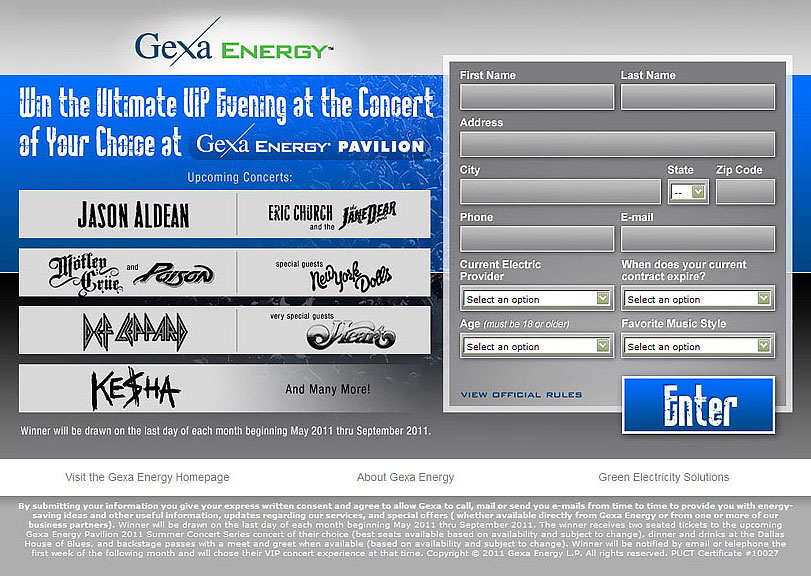 Gexa ENERGY™
Win the Ultimate VIP Evening at the Concert
of Your Choice at Gexa ENERGY® PAVILION
Upcoming Concerts:
JASON ALDEAN
ERIC CHURCH
and the the JANEDEAR girls
Mötley Crüe and POISON
special guests
New York Dolls
DEF LEPPARD
very special guests
Heart
KE$HA
And Many More!
Winner will be drawn on the last day of each month beginning May 2011 thru September 2011.
First Name Last Name
Address
City State Zip Code
--
Phone E-mail
Current Electric Provider
When does your current contract expire?
Select an option Select an option
Age (must be 18 or older) Favorite Music Style
Select an option Select an option
VIEW OFFICIAL RULES
Enter
Visit the Gexa Energy Homepage About Gexa Energy Green Electricity Solutions
By submitting your information you give your express written consent and agree to allow Gexa to call, mail or send you e-mails from time to time to provide you with energy-
saving ideas and other useful information, updates regarding our services, and special offers ( whether available directly from Gexa Energy or from one or more of our
business partners). Winner will be drawn on the last day of each month beginning May 2011 thru September 2011. The winner receives two seated tickets to the upcoming
Gexa Energy Pavilion 2011 Summer Concert Series concert of their choice (best seats available based on availability and subject to change), dinner and drinks at the Dallas
House of Blues, and backstage passes with a meet and greet when available (based on availability and subject to change). Winner will be notified by email or telephone the
first week of the following month and will chose their VIP concert experience at that time. Copyright © 2011 Gexa Energy L.P. All rights reserved. PUCT Certificate #10027